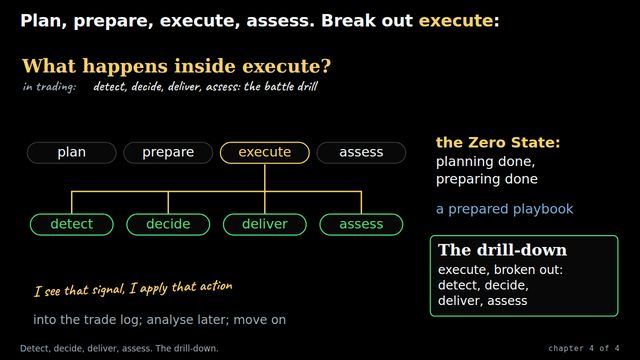 Plan, prepare, execute, assess. Break out execute:
What happens inside execute?
in trading: detect, decide, deliver, assess: the battle drill
plan prepare execute assess
detect decide deliver assess
the Zero State:
planning done,
preparing done
a prepared playbook
The drill-down
execute, broken out:
detect, decide,
deliver, assess
I see that signal, I apply that action
into the trade log; analyse later; move on
Detect, decide, deliver, assess. The drill-down.
chapter 4 of 4